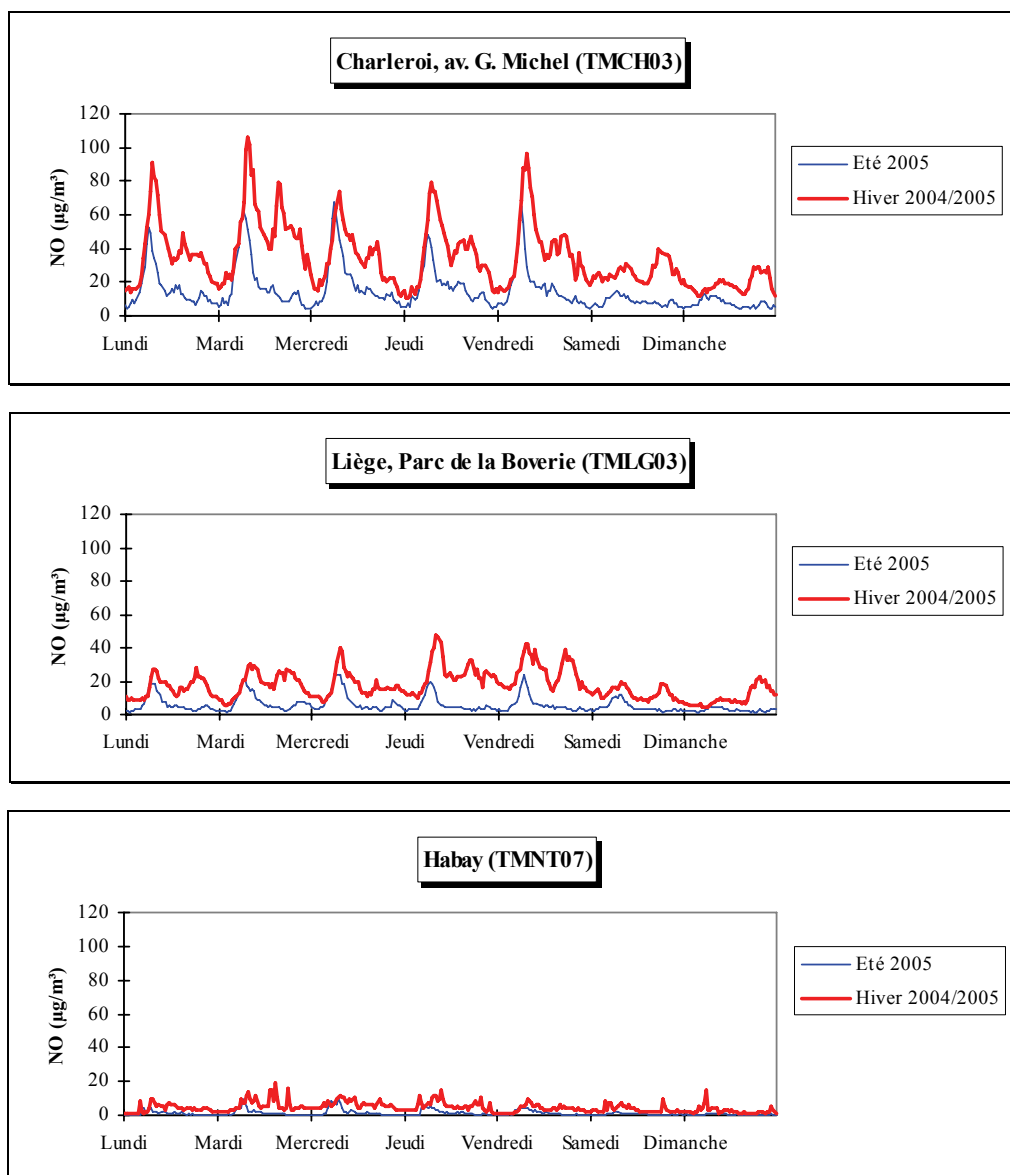 Charleroi, av. G. Michel (TMCH03)
NO (µg/m³)
120
100
80
60
40
20
0
Lundi Mardi Mercredi Jeudi Vendredi Samedi Dimanche
Eté 2005
Hiver 2004/2005
Liège, Parc de la Boverie (TMLG03)
NO (µg/m³)
120
100
80
60
40
20
0
Lundi Mardi Mercredi Jeudi Vendredi Samedi Dimanche
Eté 2005
Hiver 2004/2005
Habay (TMNT07)
NO (µg/m³)
120
100
80
60
40
20
0
Lundi Mardi Mercredi Jeudi Vendredi Samedi Dimanche
Eté 2005
Hiver 2004/2005